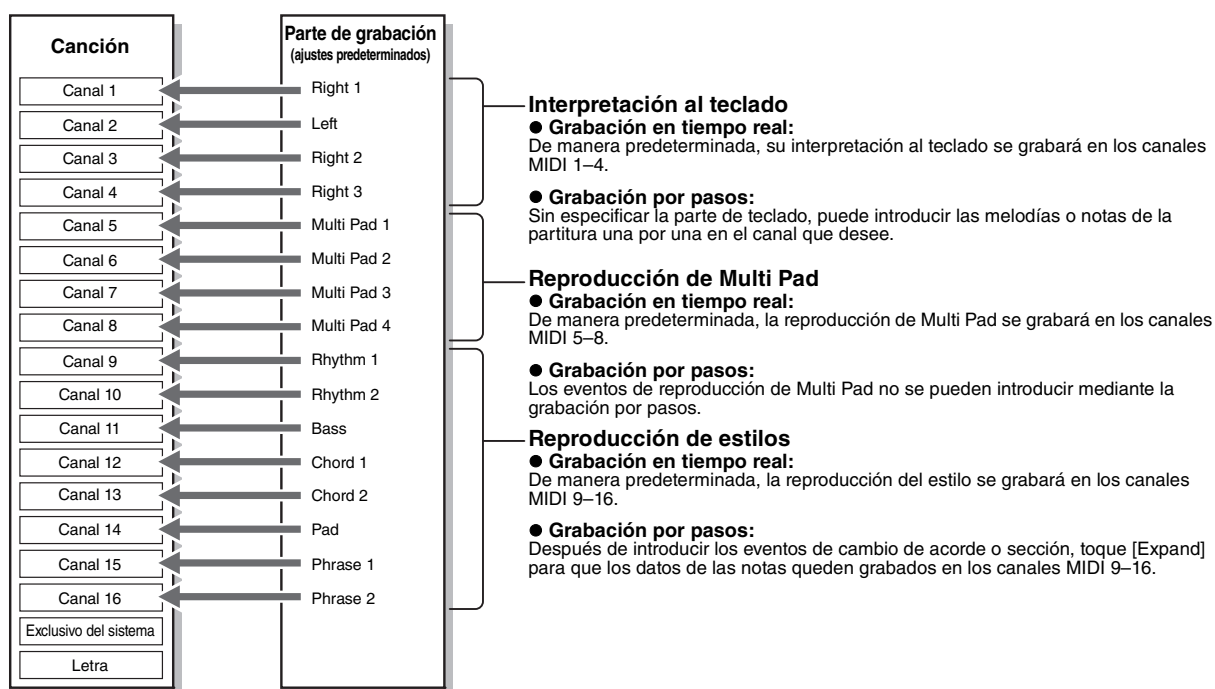 Canción
Canal 1
Canal 2
Canal 3
Canal 4
Canal 5
Canal 6
Canal 7
Canal 8
Canal 9
Canal 10
Canal 11
Canal 12
Canal 13
Canal 14
Canal 15
Canal 16
Exclusivo del sistema
Letra
Parte de grabación
(ajustes predeterminados)
Right 1
Left
Right 2
Right 3
Multi Pad 1
Multi Pad 2
Multi Pad 3
Multi Pad 4
Rhythm 1
Rhythm 2
Bass
Chord 1
Chord 2
Pad
Phrase 1
Phrase 2
Interpretación al teclado
● Grabación en tiempo real:
De manera predeterminada, su interpretación al teclado se grabará en los canales
MIDI 1–4.
● Grabación por pasos:
Sin especificar la parte de teclado, puede introducir las melodías o notas de la
partitura una por una en el canal que desee.
Reproducción de Multi Pad
● Grabación en tiempo real:
De manera predeterminada, la reproducción de Multi Pad se grabará en los canales
MIDI 5–8.
● Grabación por pasos:
Los eventos de reproducción de Multi Pad no se pueden introducir mediante la
grabación por pasos.
Reproducción de estilos
● Grabación en tiempo real:
De manera predeterminada, la reproducción del estilo se grabará en los canales
MIDI 9–16.
● Grabación por pasos:
Después de introducir los eventos de cambio de acorde o sección, toque [Expand]
para que los datos de las notas queden grabados en los canales MIDI 9–16.